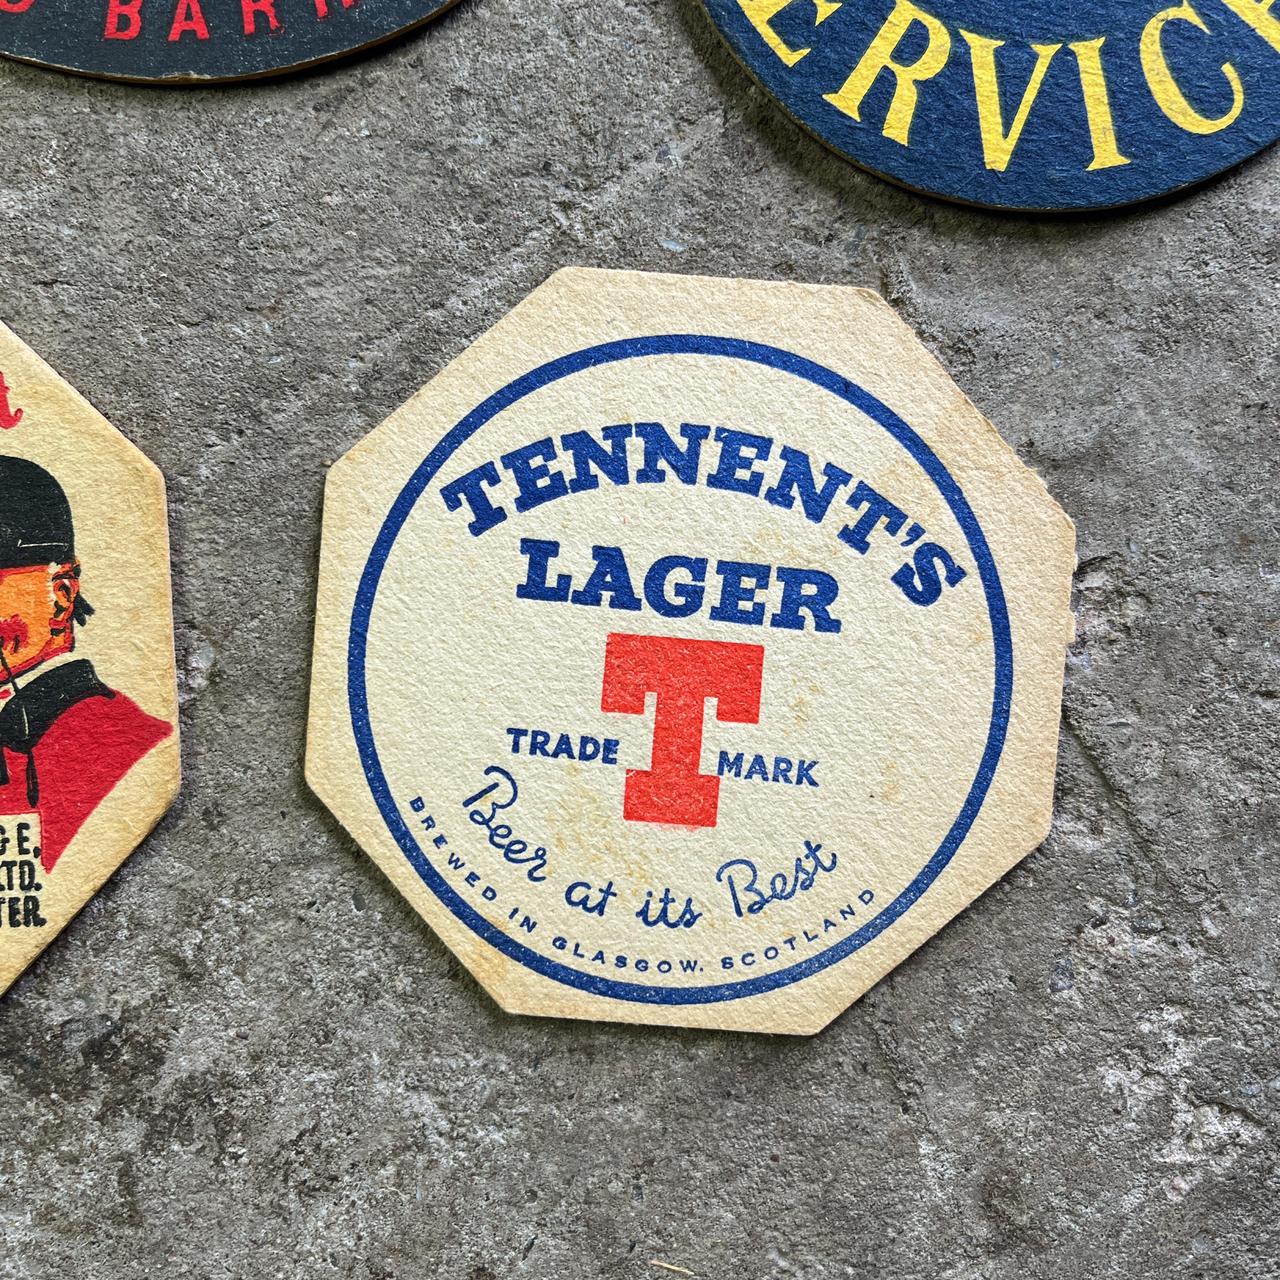 BAR
ERVIC
TENNENT'S
LAGER
T
TRADE MARK
Beer at its Best
BREWED IN GLASGOW. SCOTLAND
E.
LTD.
TER.